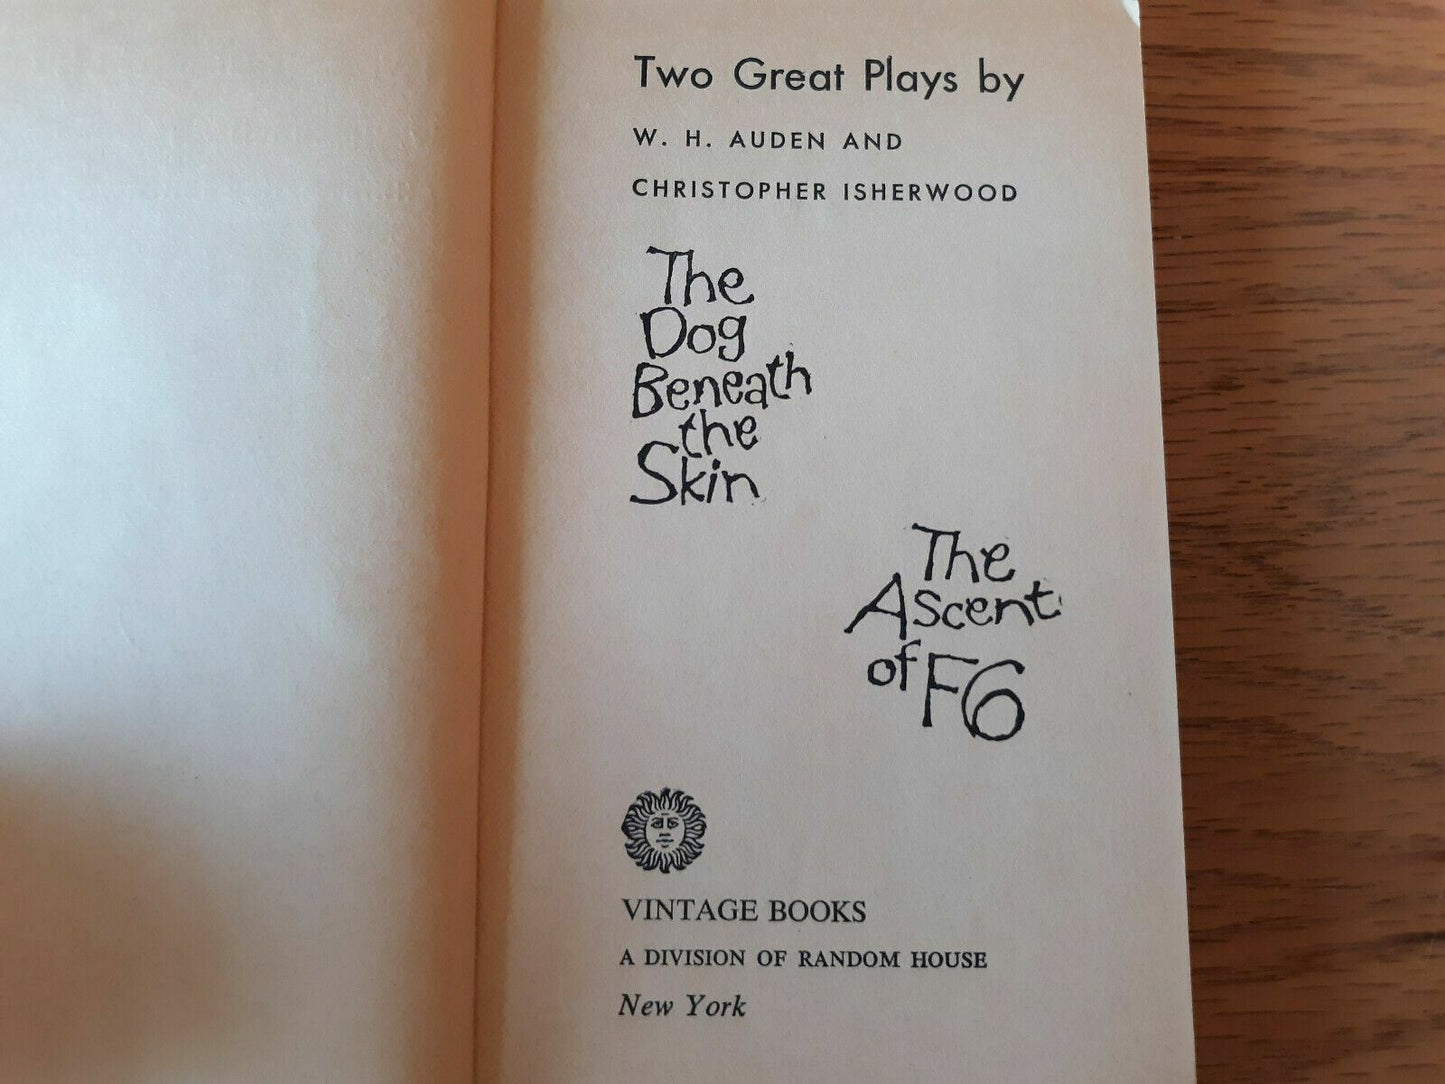 Two Great Plays by
W. H. AUDEN AND
CHRISTOPHER ISHERWOOD
The
Dog
Beneath
the
Skin
The
Ascent
of F6
VINTAGE BOOKS
A DIVISION OF RANDOM HOUSE
New York